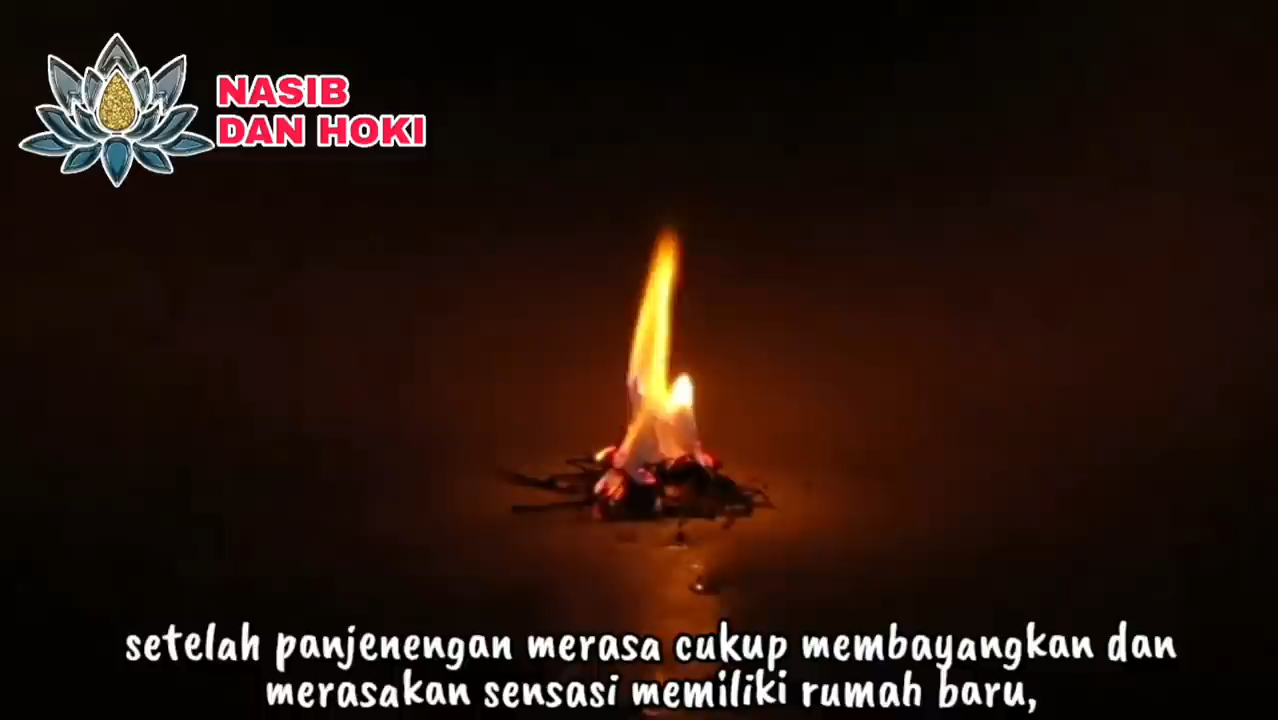 NASIB
DAN HOKI
setelah panjenengan merasa cukup membayangkan dan
merasakan sensasi memiliki rumah baru,